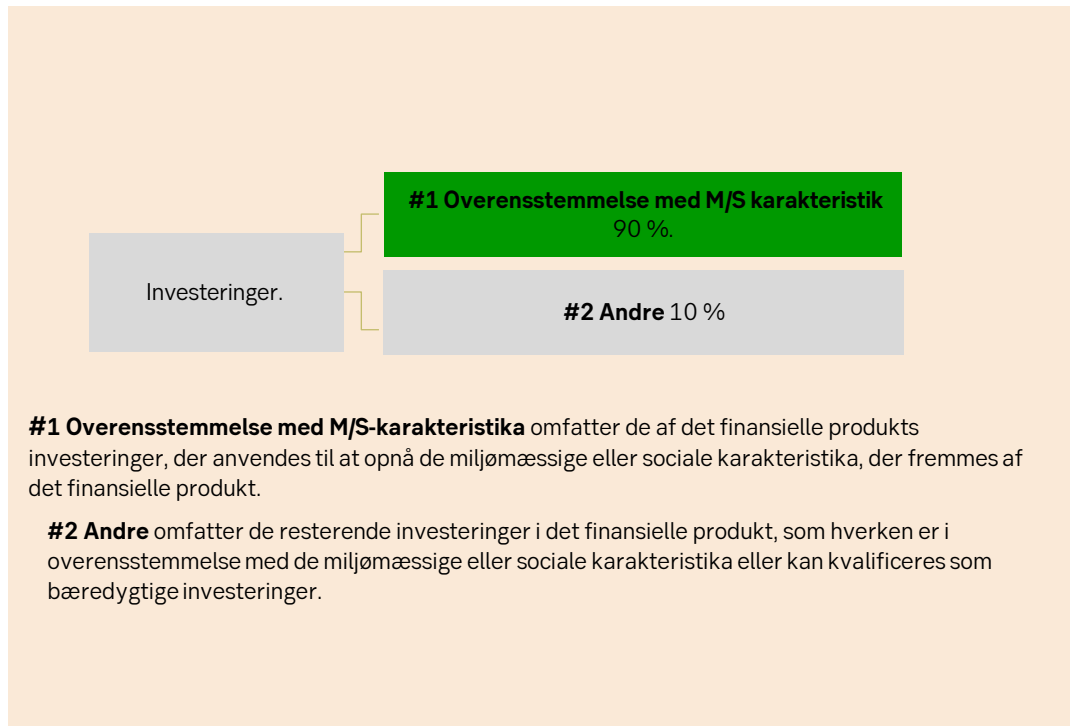 #1 Overensstemmelse med M/S karakteristik
90 %.
Investeringer.
#2 Andre 10 %
#1 Overensstemmelse med M/S-karakteristika omfatter de af det finansielle produkts
investeringer, der anvendes til at opnå de miljømæssige eller sociale karakteristika, der fremmes af
det finansielle produkt.
#2 Andre omfatter de resterende investeringer i det finansielle produkt, som hverken er i
overensstemmelse med de miljømæssige eller sociale karakteristika eller kan kvalificeres som
bæredygtige investeringer.